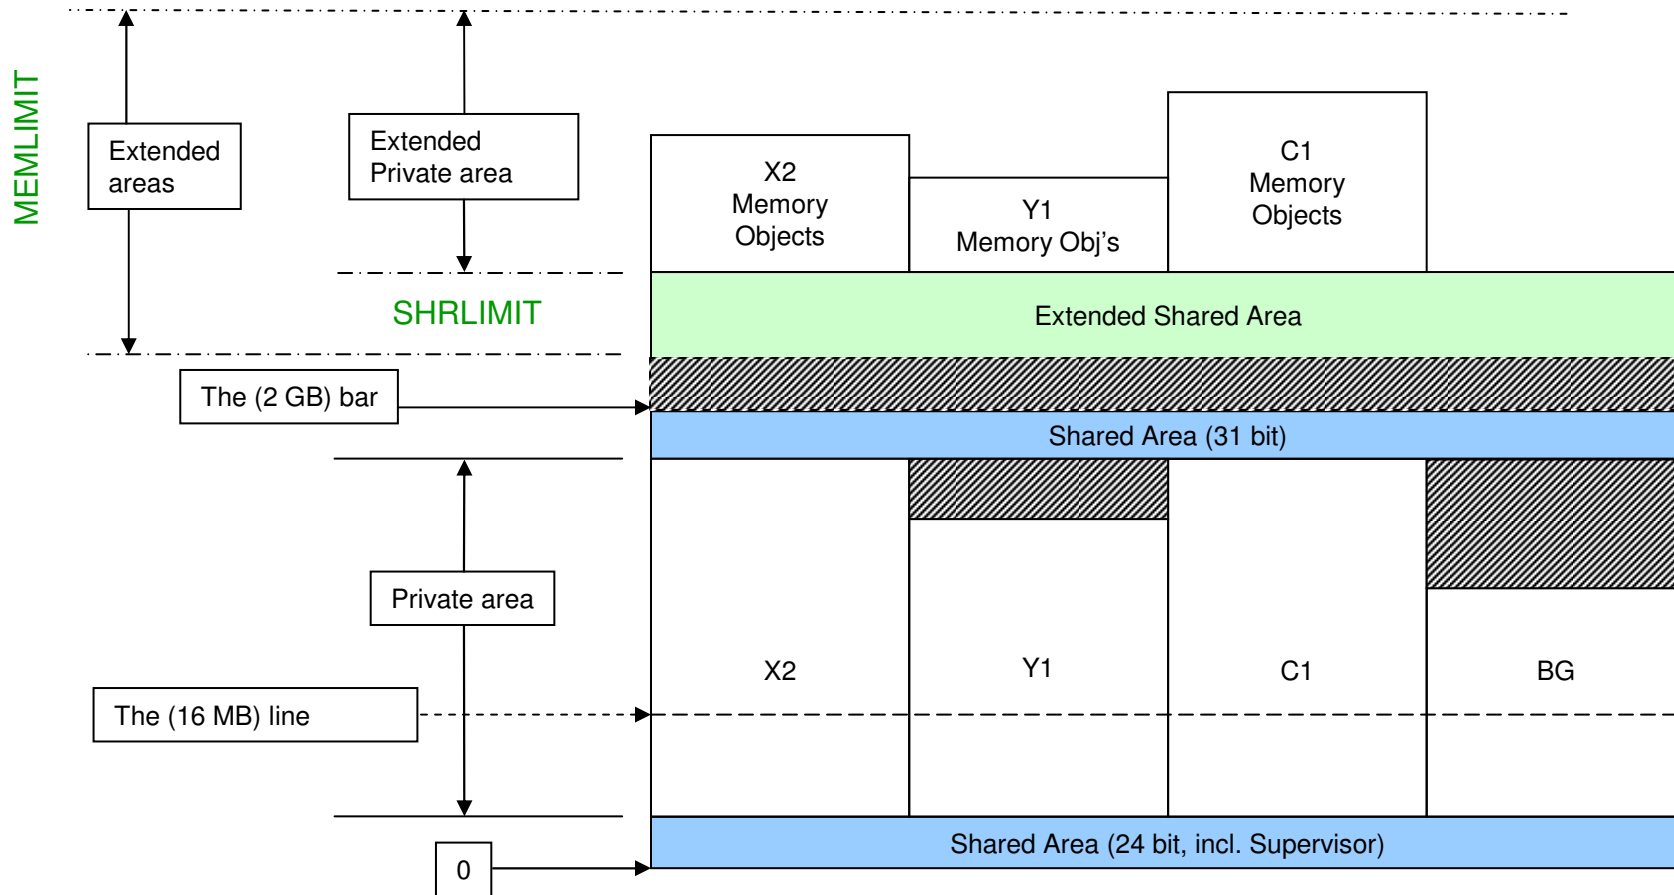 MEMLIMIT
Extended
areas
Extended
Private area
X2
Memory
Objects
Y1
Memory Obj's
C1
Memory
Objects
SHRLIMIT
Extended Shared Area
The (2 GB) bar
Shared Area (31 bit)
Private area
X2
Y1
C1
BG
The (16 MB) line
Shared Area (24 bit, incl. Supervisor)
0